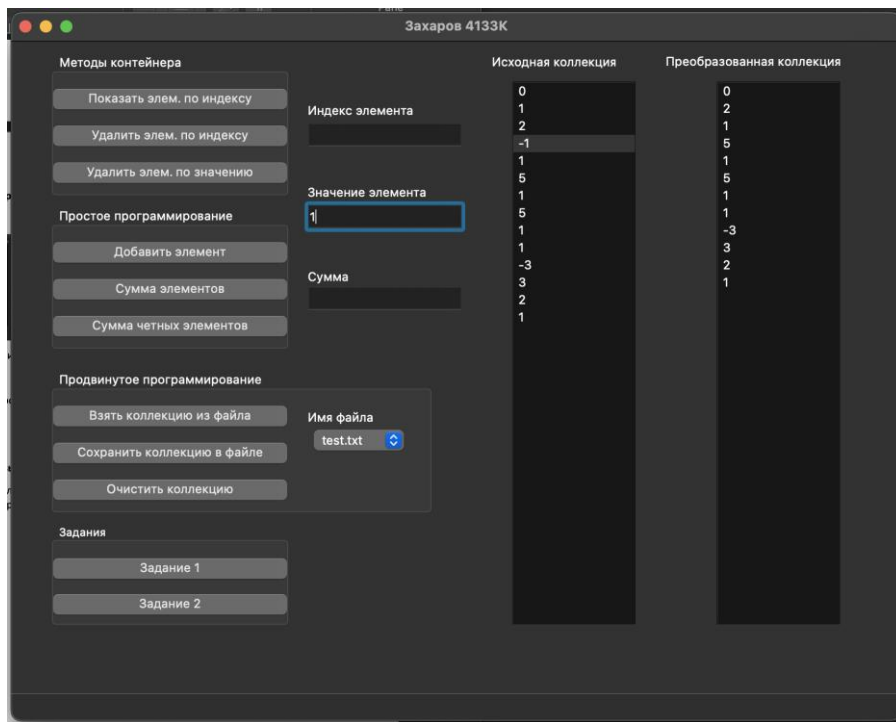 Захаров 4133К
Методы контейнера
Показать элем. по индексу
Удалить элем. по индексу
Удалить элем. по значению
Простое программирование
Добавить элемент
Сумма элементов
Сумма четных элементов
Индекс элемента
Значение элемента
1
Сумма
Продвинутое программирование
Взять коллекцию из файла
Сохранить коллекцию в файле
Очистить коллекцию
Имя файла
test.txt
Задания
Задание 1
Задание 2
Исходная коллекция
0
1
2
-1
1
5
1
5
1
1
-3
3
2
1
Преобразованная коллекция
0
2
1
5
1
5
1
1
-3
3
2
1